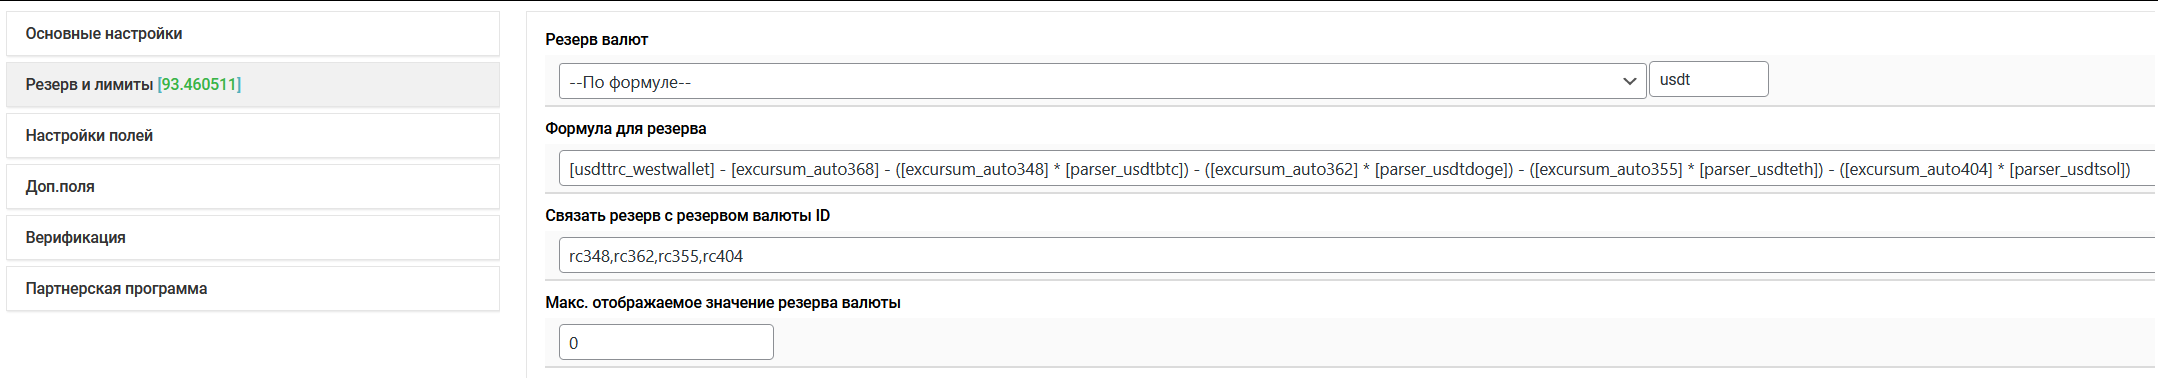 Основные настройки
Резерв и лимиты [93.460511]
Настройки полей
Доп.поля
Верификация
Партнерская программа
Резерв валют
--По формуле--
usdt
Формула для резерва
[usdttrc_westwallet] - [excursum_auto368] - ([excursum_auto348] * [parser_usdtbtc]) - ([excursum_auto362] * [parser_usdtdoge]) - ([excursum_auto355] * [parser_usdteth]) - ([excursum_auto404] * [parser_usdtsol])
Связать резерв с резервом валюты ID
rc348,rc362,rc355,rc404
Макс. отображаемое значение резерва валюты
0